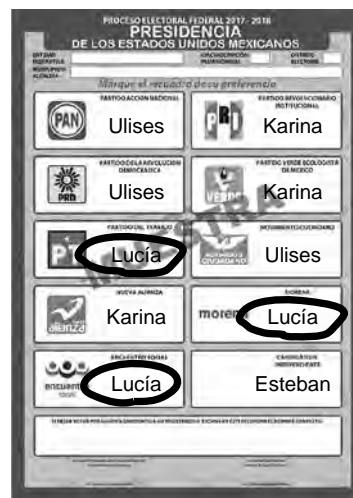 PROCESO ELECTORAL FEDERAL 2017 - 2018
PRESIDENCIA
DE LOS ESTADOS UNIDOS MEXICANOS
Marque el recuadro de su preferencia
PARTIDO ACCIÓN NACIONAL
PAN
Ulises
PARTIDO REVOLUCIONARIO
INSTITUCIONAL
PRI
Karina
PARTIDO DE LA REVOLUCIÓN
DEMOCRÁTICA
PRD
Ulises
PARTIDO VERDE ECOLOGISTA
DE MÉXICO
VERDE
Karina
PARTIDO DEL TRABAJO
PT
Lucía
MOVIMIENTO CIUDADANO
Ulises
NUEVA ALIANZA
alianza
Karina
MORENA
morena
Lucía
ENCUENTRO SOCIAL
encuentro
Lucía
CANDIDATO/A
INDEPENDIENTE
Esteban
MUESTRA